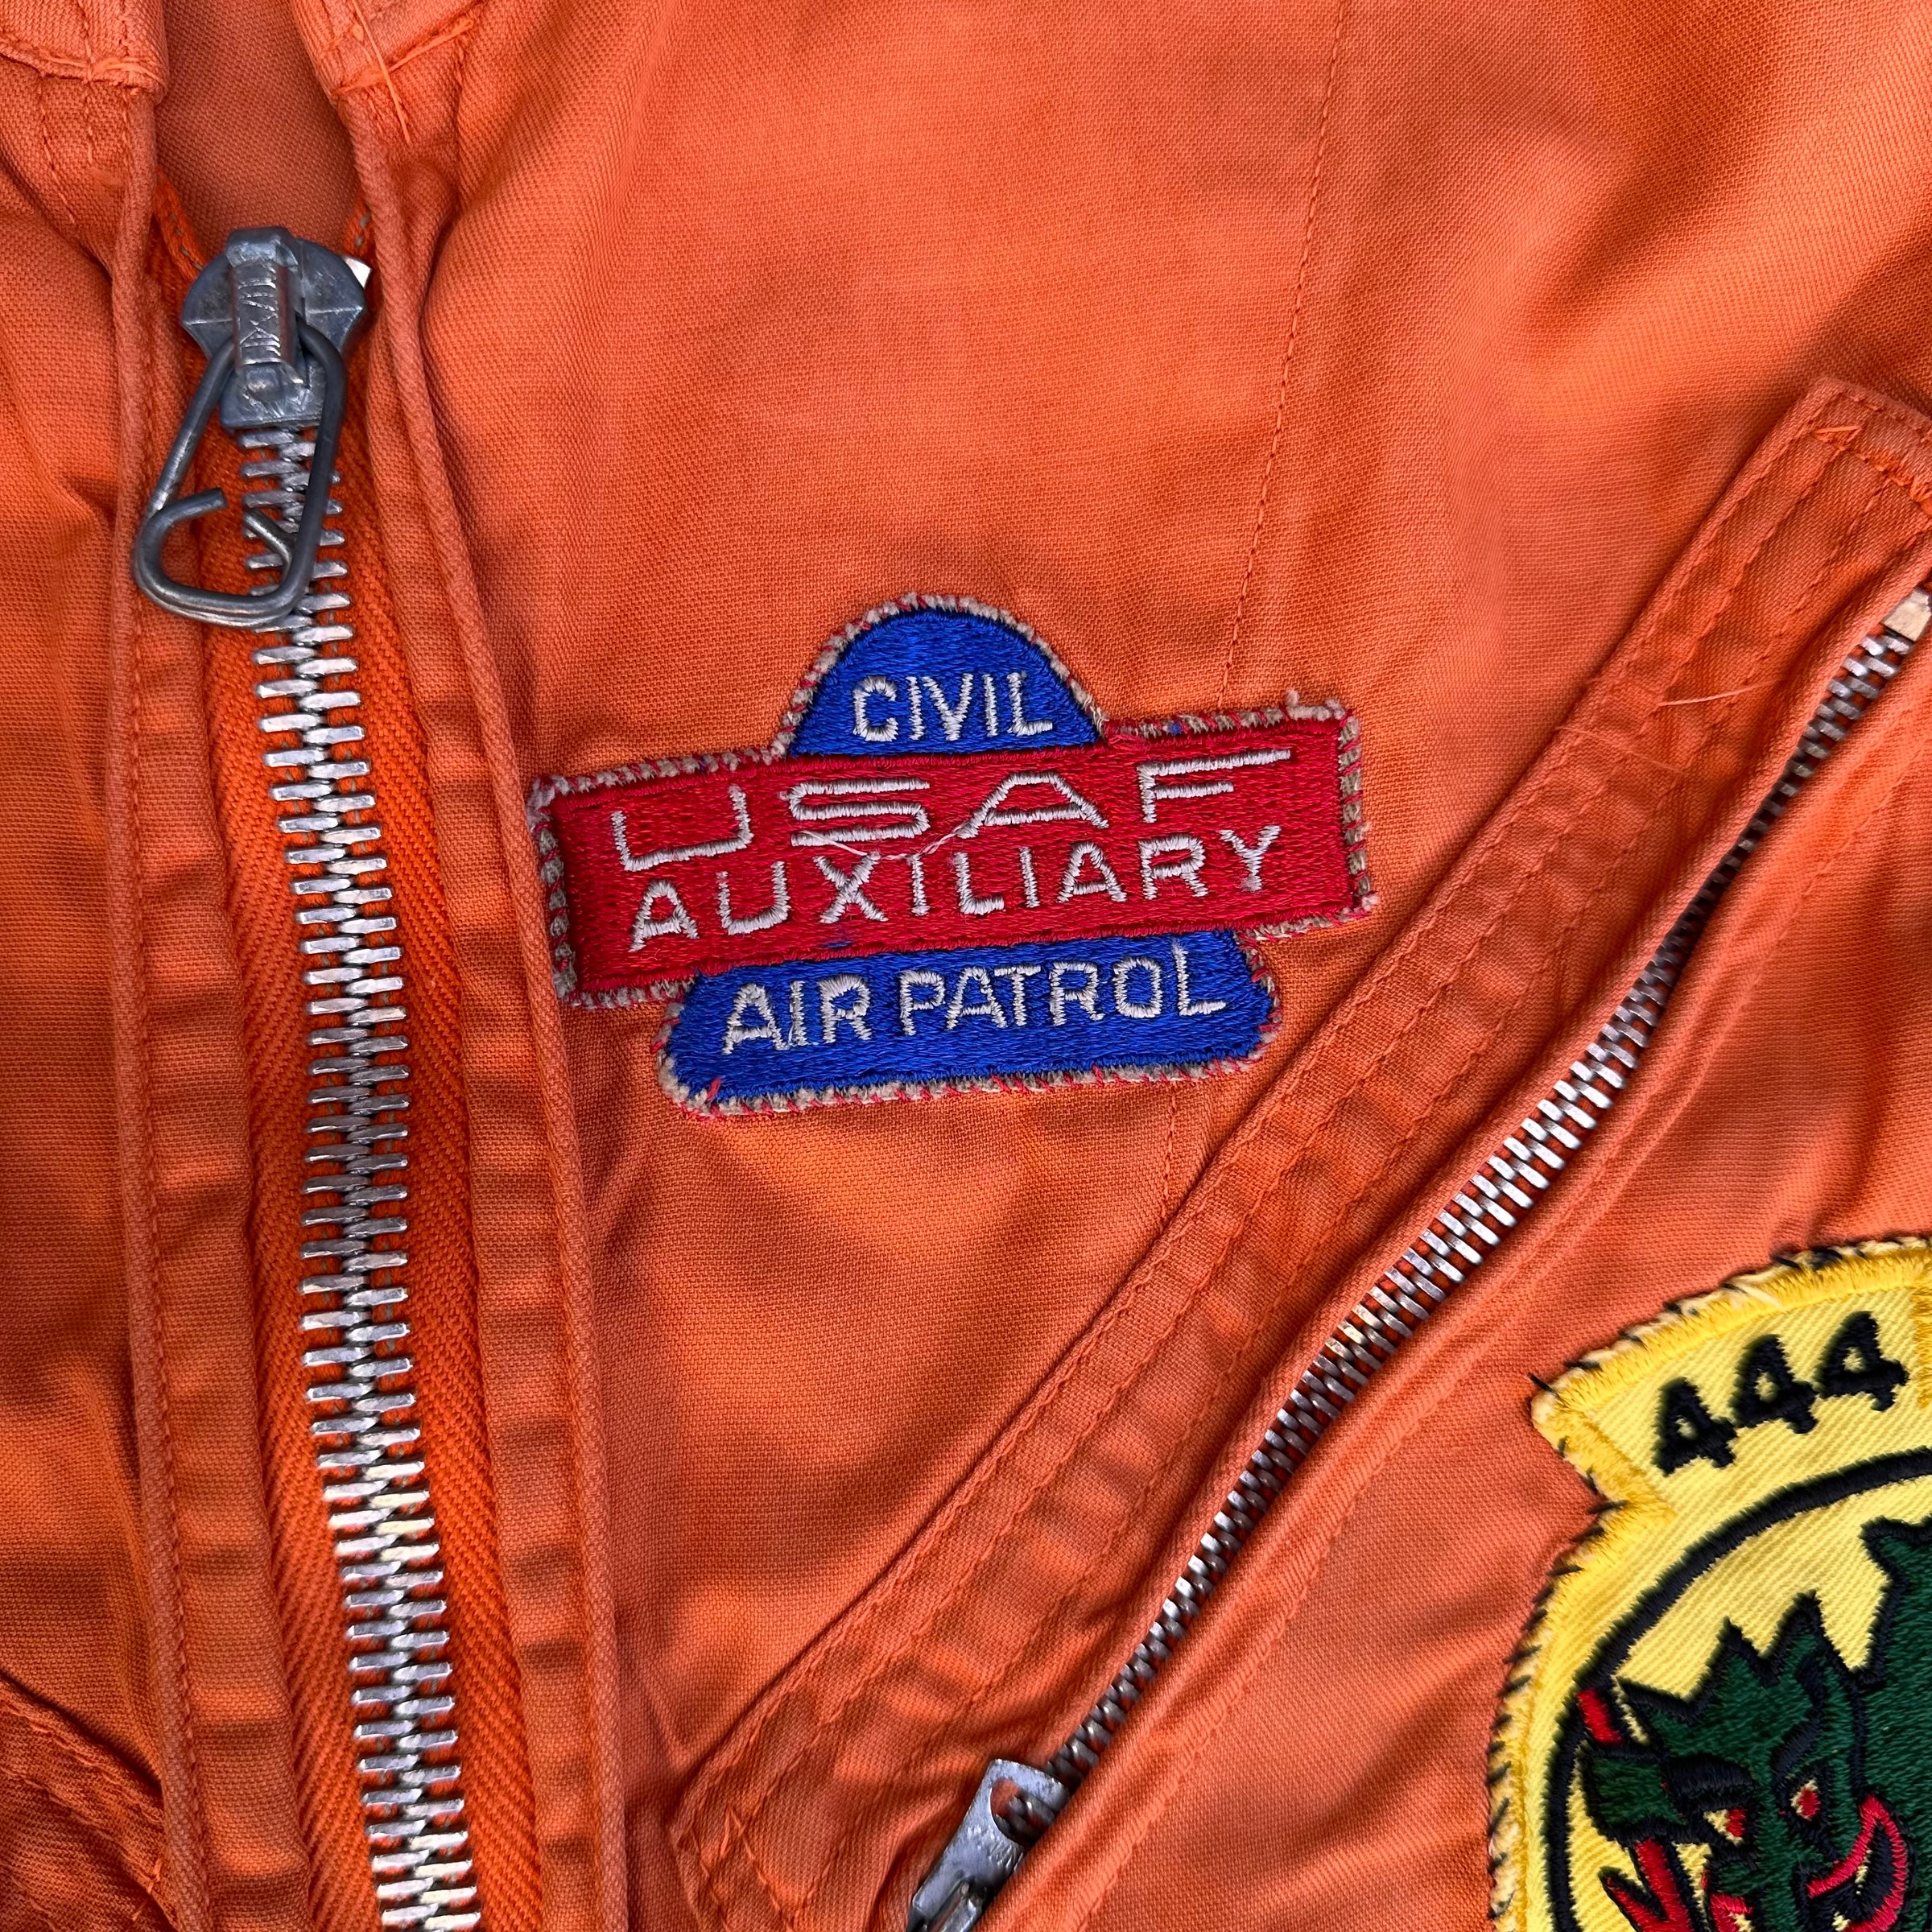 CIVIL
USAF
AUXILIARY
AIR PATROL
444